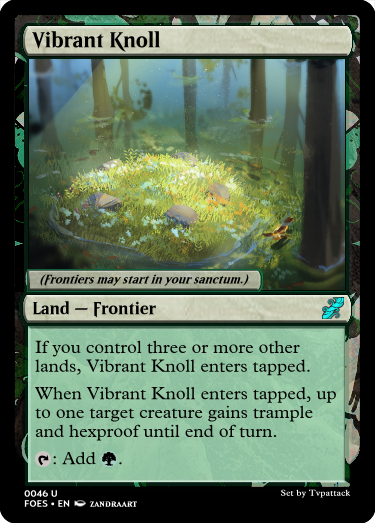 Vibrant Knoll
(Frontiers may start in your sanctum.)
Land — Frontier
If you control three or more other
lands, Vibrant Knoll enters tapped.
When Vibrant Knoll enters tapped, up
to one target creature gains trample
and hexproof until end of turn.
: Add .
0046 U
Set by Tvpattack
FOES • EN ZANDRAART